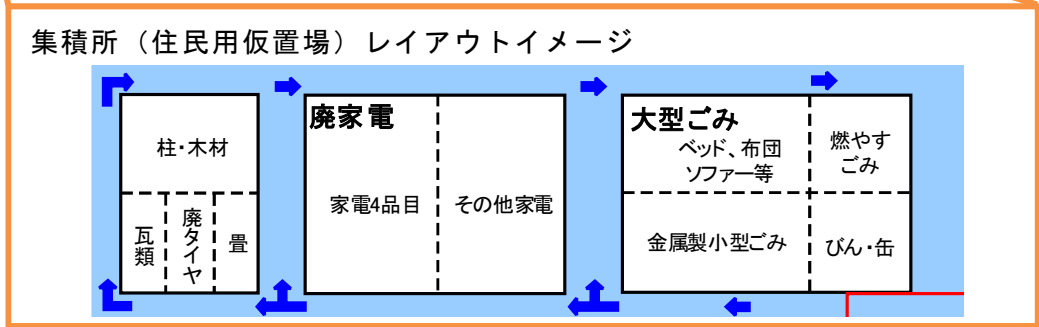 集積所（住民用仮置場）レイアウトイメージ
柱・木材
瓦類
廃タイヤ
畳
廃家電
家電4品目
その他家電
大型ごみ
ベッド、布団
ソファー等
燃やす
ごみ
金属製小型ごみ
びん・缶